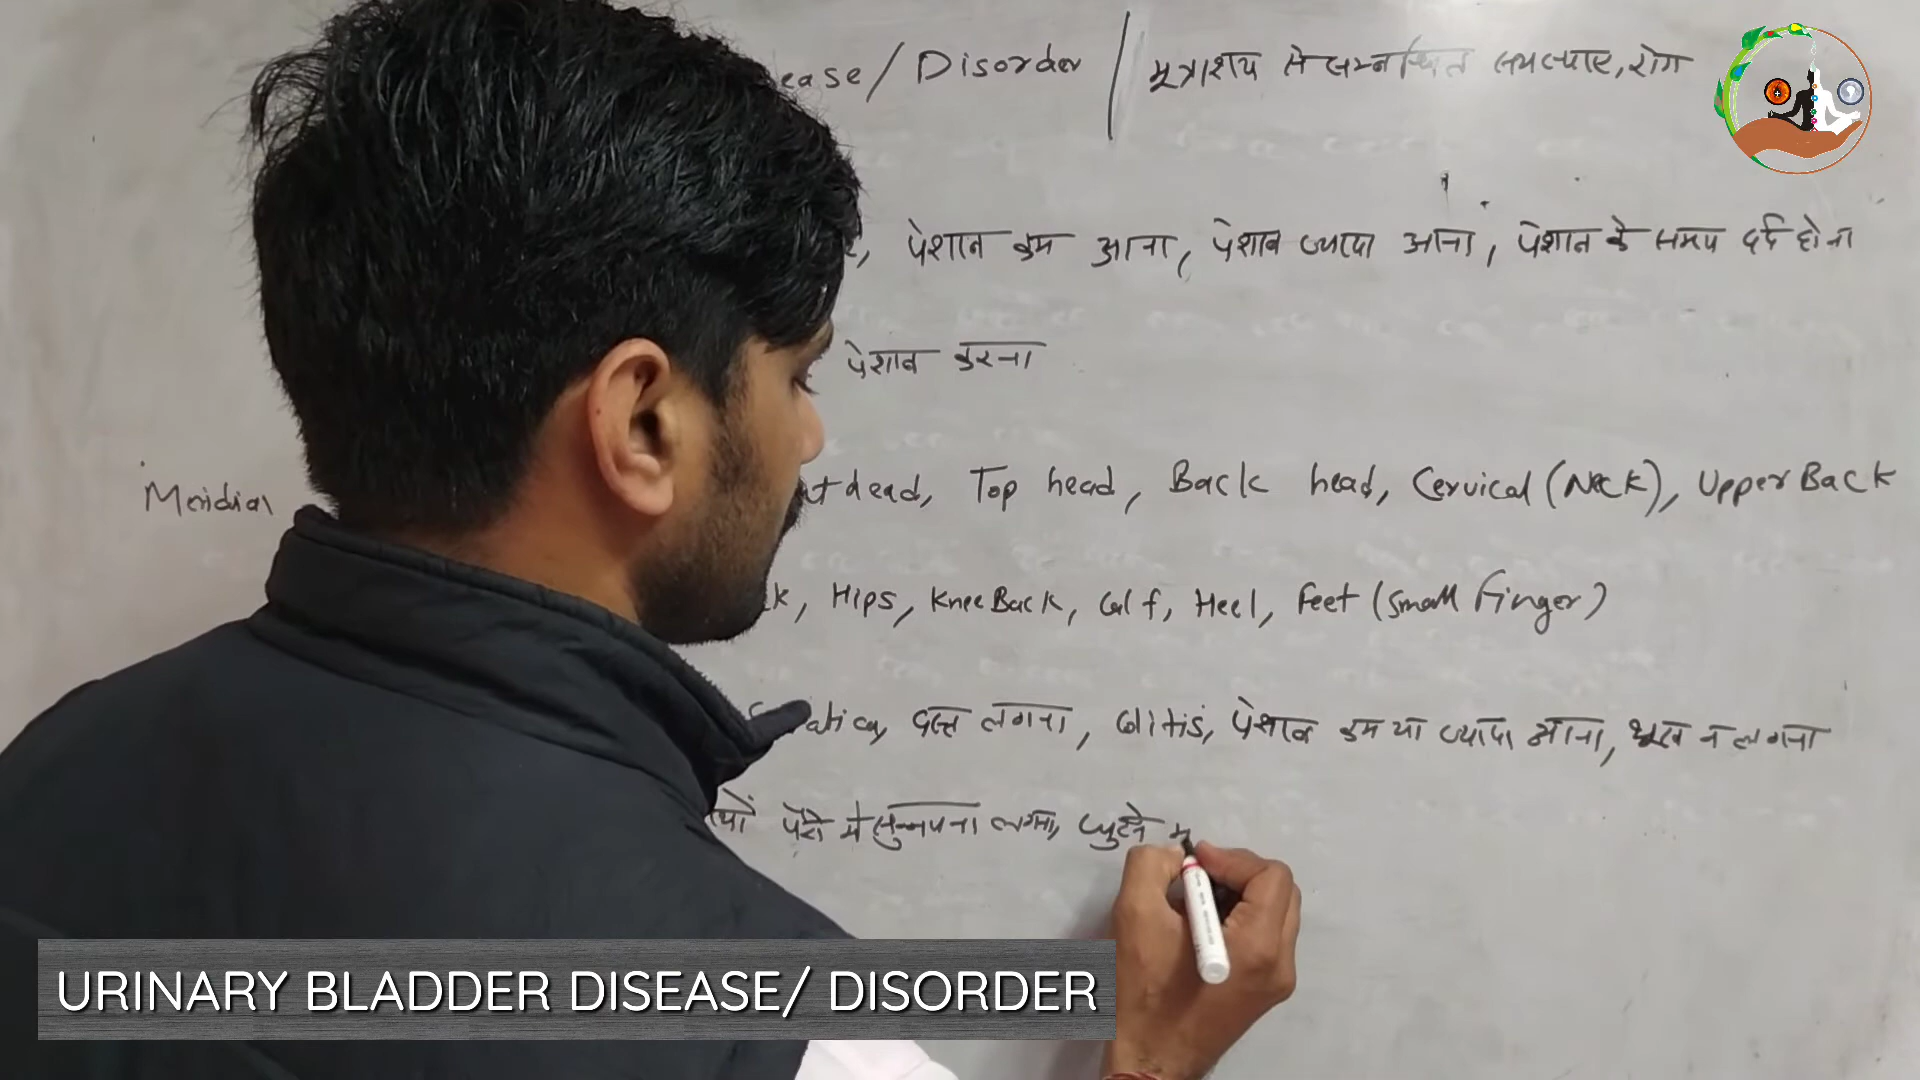 ease / Disorder / मूत्राशय से सम्बन्धित समस्याए, रोग
, पेशाब कम आना, पेशाब ज्यादा आना, पेशाब के समय दर्द होना
पेशाब करना
Meridian Top head, Back head, Cervical (Neck), Upper Back
k, Hips, Knee Back, Calf, Heel, Feet (Small Finger)
दस्त लगना, Colitis, पेशाब कम या ज्यादा आना, भूख न लगना
पैरों में सुन्नपना लगना, घुटने म
URINARY BLADDER DISEASE/ DISORDER